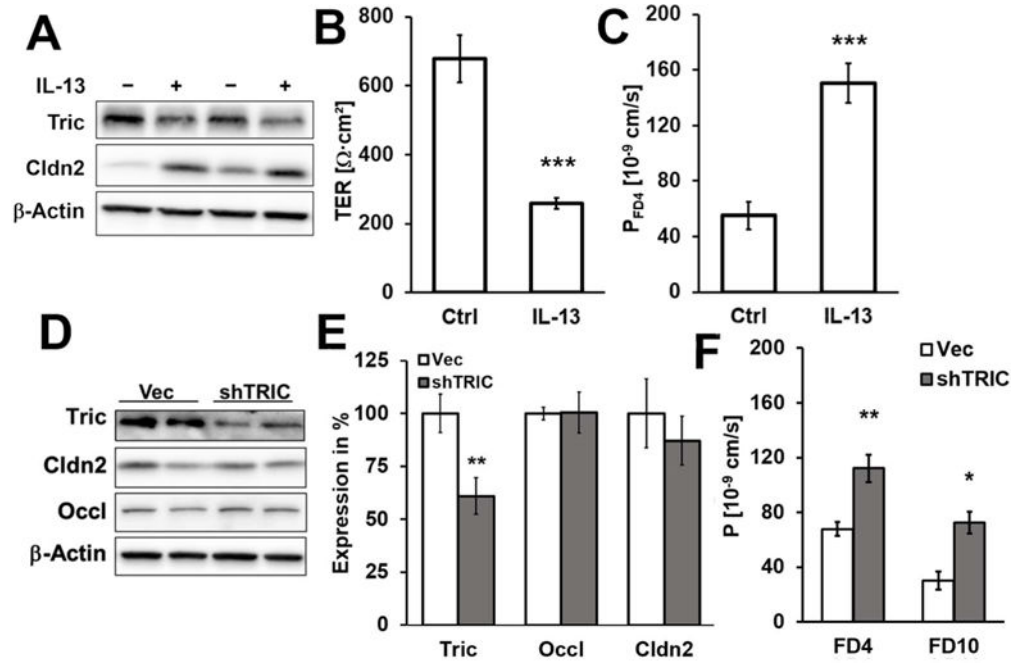 A
IL-13 – + – +
Tric
Cldn2
β-Actin
B
TER [Ω·cm²]
800
600
400
200
0
***
Ctrl IL-13
C
P_FD4 [10⁻⁹ cm/s]
200
160
120
80
40
0
***
Ctrl IL-13
D
Vec shTRIC
Tric
Cldn2
Occl
β-Actin
E
Expression in %
125
100
75
50
25
0
Vec
shTRIC
**
Tric Occl Cldn2
F
P [10⁻⁹ cm/s]
200
160
120
80
40
0
Vec
shTRIC
**
*
FD4 FD10